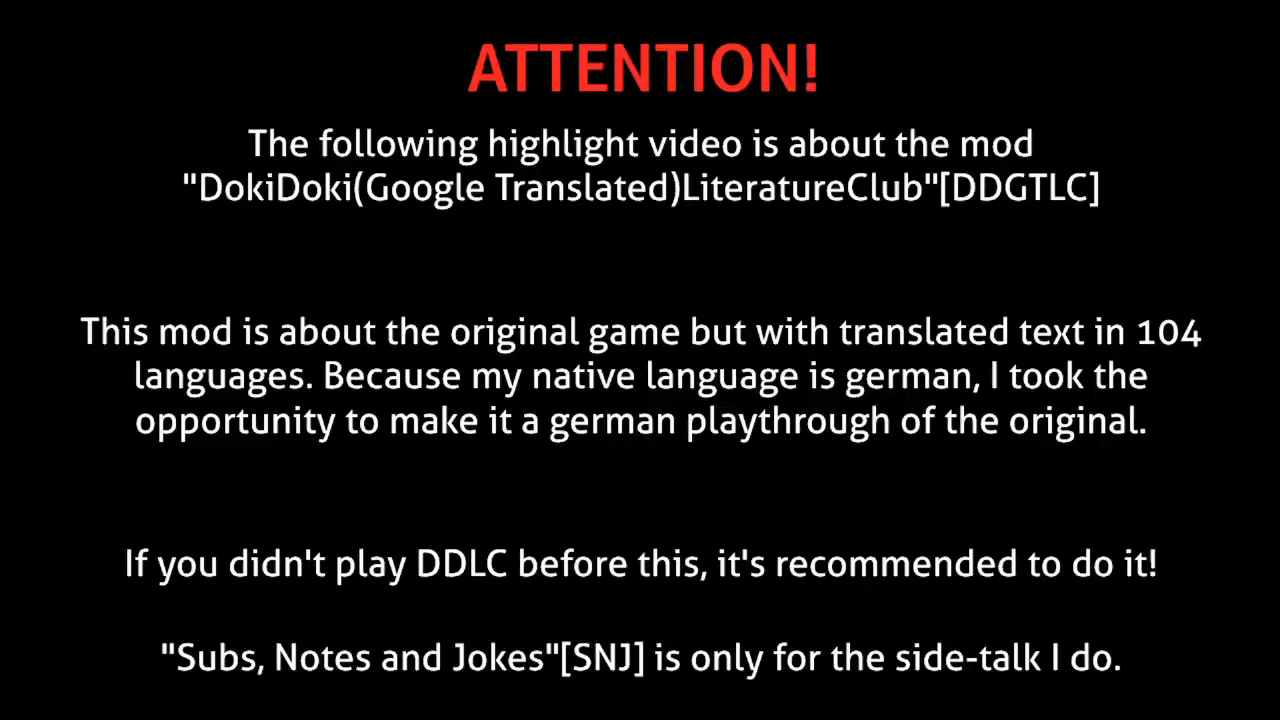 ATTENTION!
The following highlight video is about the mod
"DokiDoki(Google Translated)LiteratureClub"[DDGTLC]
This mod is about the original game but with translated text in 104
languages. Because my native language is german, I took the
opportunity to make it a german playthrough of the original.
If you didn't play DDLC before this, it's recommended to do it!
"Subs, Notes and Jokes"[SNJ] is only for the side-talk I do.